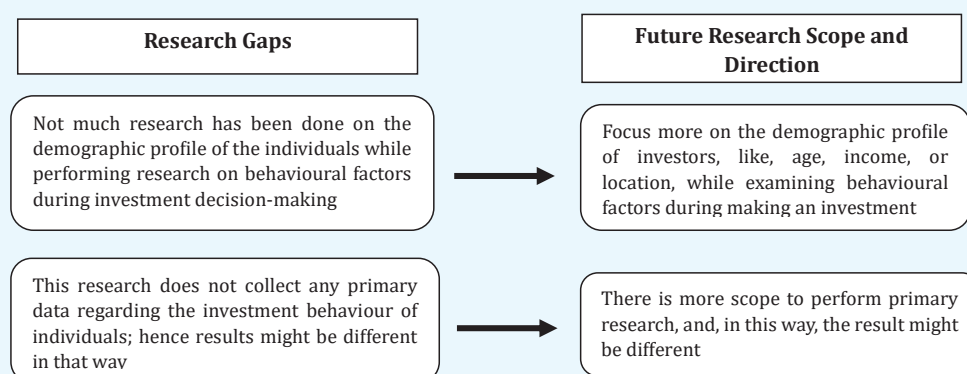 Research Gaps
Future Research Scope and
Direction
Not much research has been done on the
demographic profile of the individuals while
performing research on behavioural factors
during investment decision-making
Focus more on the demographic profile
of investors, like, age, income, or
location, while examining behavioural
factors during making an investment
This research does not collect any primary
data regarding the investment behaviour of
individuals; hence results might be different
in that way
There is more scope to perform primary
research, and, in this way, the result might
be different